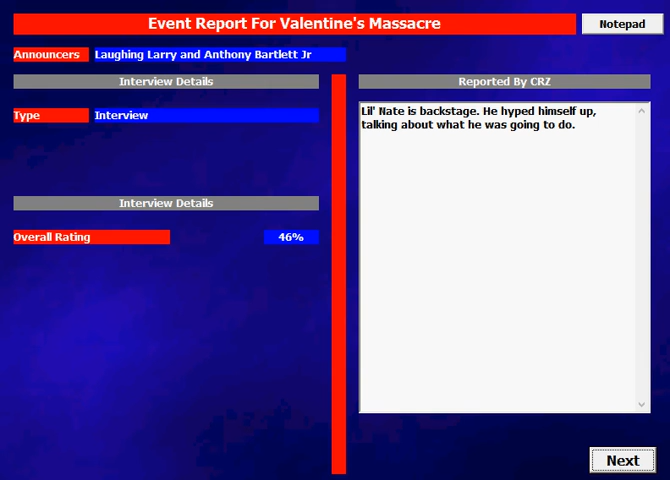 Event Report For Valentine's Massacre
Notepad
Announcers
Laughing Larry and Anthony Bartlett Jr
Interview Details
Type
Interview
Interview Details
Overall Rating
46%
Reported By CRZ
Lil' Nate is backstage. He hyped himself up,
talking about what he was going to do.
Next